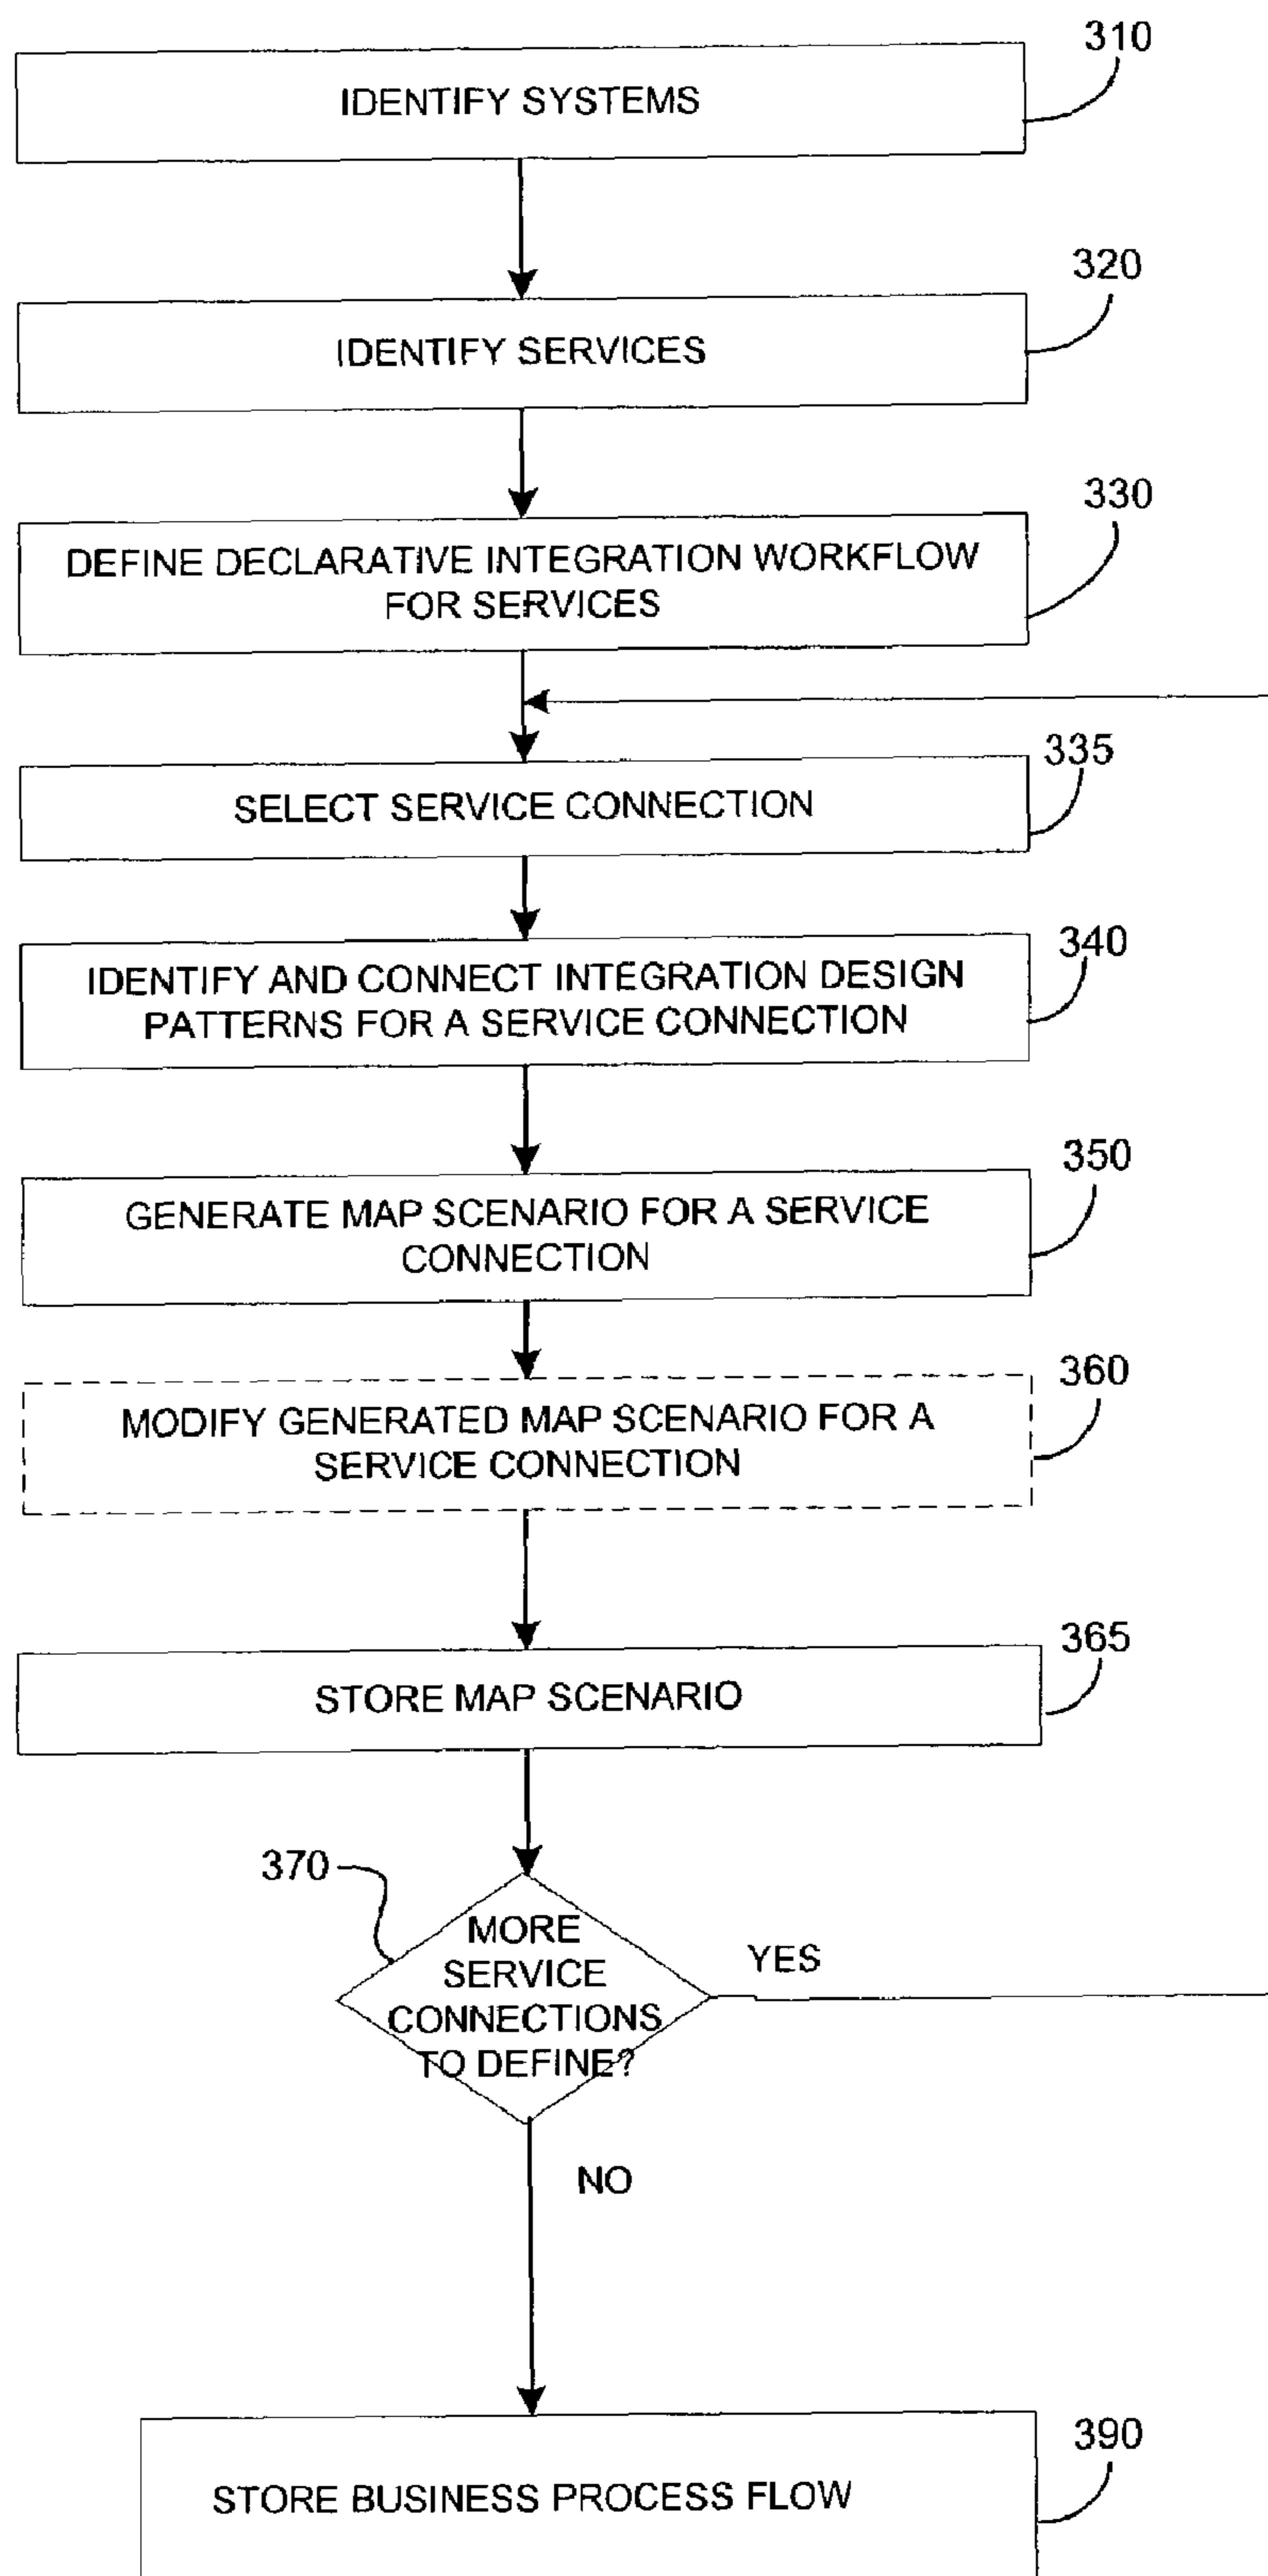 310
IDENTIFY SYSTEMS
320
IDENTIFY SERVICES
330
DEFINE DECLARATIVE INTEGRATION WORKFLOW
FOR SERVICES
335
SELECT SERVICE CONNECTION
340
IDENTIFY AND CONNECT INTEGRATION DESIGN
PATTERNS FOR A SERVICE CONNECTION
350
GENERATE MAP SCENARIO FOR A SERVICE
CONNECTION
360
MODIFY GENERATED MAP SCENARIO FOR A
SERVICE CONNECTION
365
STORE MAP SCENARIO
370
MORE
SERVICE
CONNECTIONS
TO DEFINE?
YES
NO
390
STORE BUSINESS PROCESS FLOW